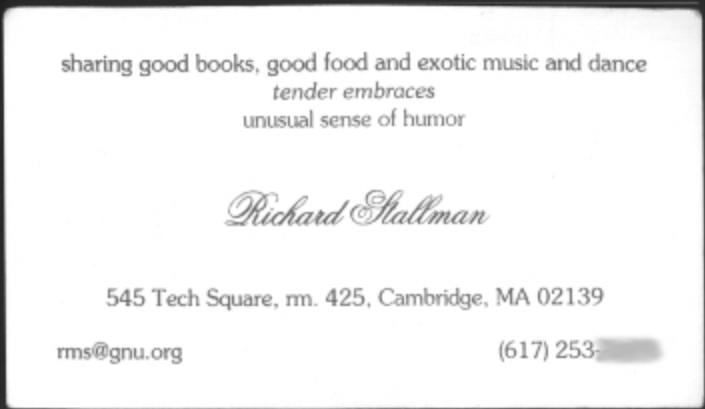 sharing good books, good food and exotic music and dance
tender embraces
unusual sense of humor
Richard Stallman
545 Tech Square, rm. 425, Cambridge, MA 02139
rms@gnu.org
(617) 253-